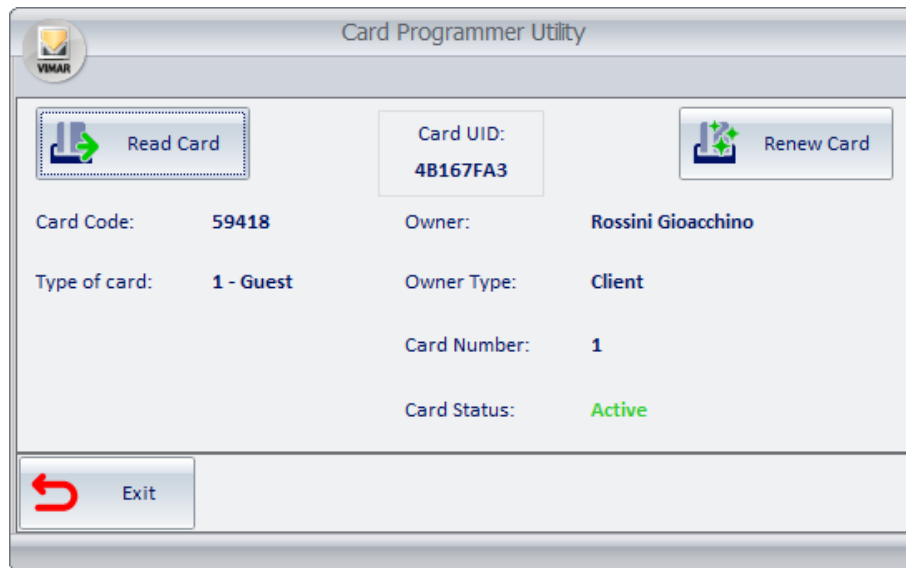 Card Programmer Utility
VIMAR
Read Card
Card UID:
4B167FA3
Renew Card
Card Code: 59418 Owner: Rossini Gioacchino
Type of card: 1 - Guest Owner Type: Client
Card Number: 1
Card Status: Active
Exit